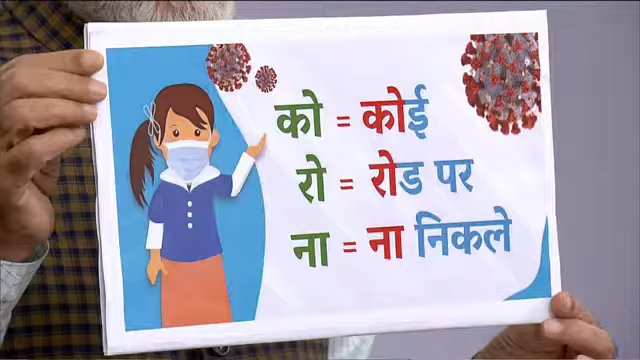 को = कोई
रो = रोड पर
ना = ना निकले